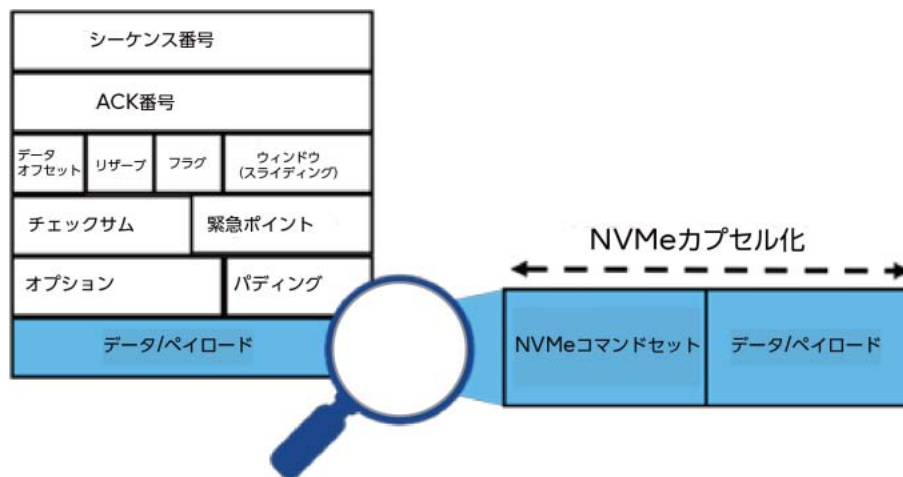 シーケンス番号
ACK番号
データ
オフセット
リザーブ
フラグ
ウィンドウ
(スライディング)
チェックサム
緊急ポイント
オプション
パディング
データ/ペイロード
NVMeカプセル化
NVMeコマンドセット
データ/ペイロード